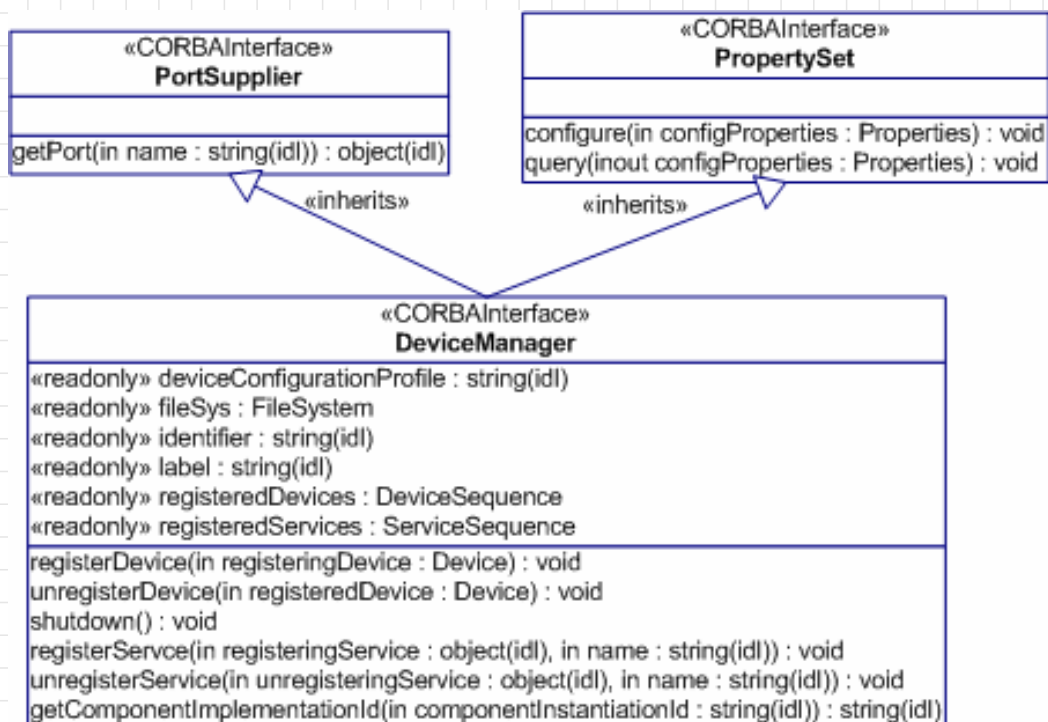 «CORBAInterface»
PortSupplier
getPort(in name : string(idl)) : object(idl)
«CORBAInterface»
PropertySet
configure(in configProperties : Properties) : void
query(inout configProperties : Properties) : void
«inherits»
«inherits»
«CORBAInterface»
DeviceManager
«readonly» deviceConfigurationProfile : string(idl)
«readonly» fileSys : FileSystem
«readonly» identifier : string(idl)
«readonly» label : string(idl)
«readonly» registeredDevices : DeviceSequence
«readonly» registeredServices : ServiceSequence
registerDevice(in registeringDevice : Device) : void
unregisterDevice(in registeredDevice : Device) : void
shutdown() : void
registerServce(in registeringService : object(idl), in name : string(idl)) : void
unregisterService(in unregisteringService : object(idl), in name : string(idl)) : void
getComponentImplementationId(in componentInstantiationId : string(idl)) : string(idl)